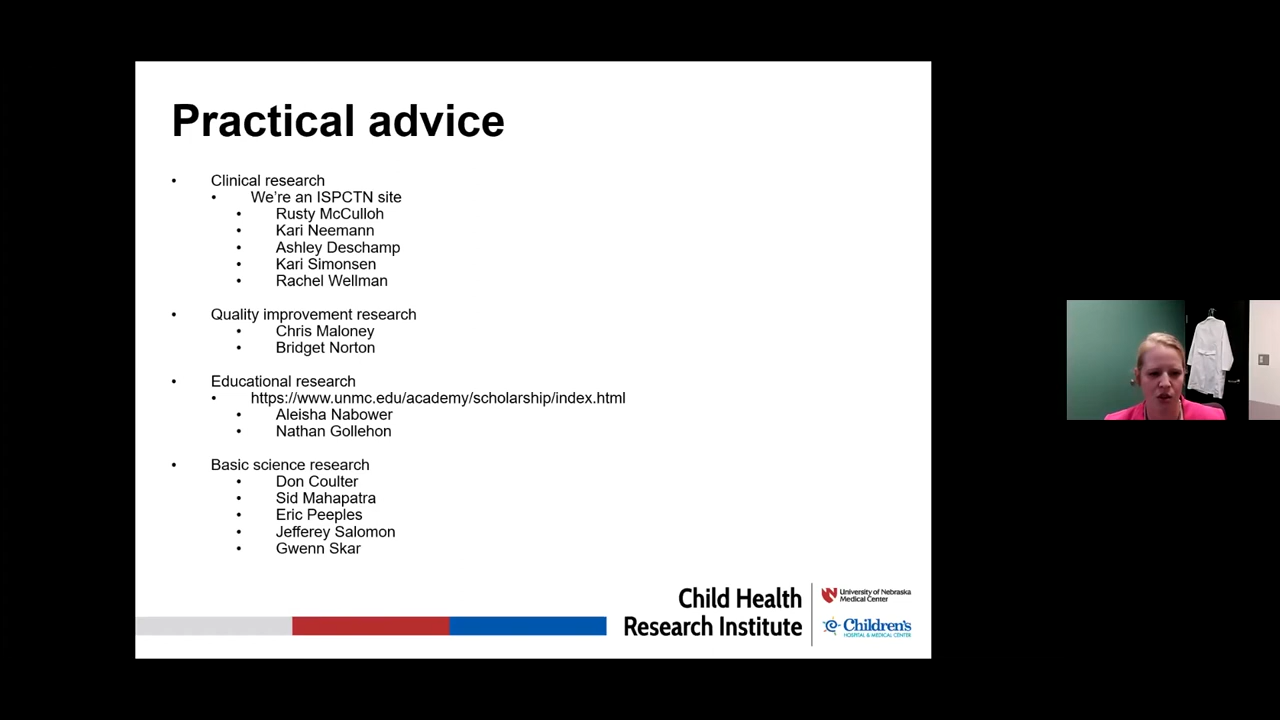 Practical advice
• Clinical research
• We're an ISPCTN site
• Rusty McCulloh
• Kari Neemann
• Ashley Deschamp
• Kari Simonsen
• Rachel Wellman
• Quality improvement research
• Chris Maloney
• Bridget Norton
• Educational research
• https://www.unmc.edu/academy/scholarship/index.html
• Aleisha Nabower
• Nathan Gollehon
• Basic science research
• Don Coulter
• Sid Mahapatra
• Eric Peeples
• Jefferey Salomon
• Gwenn Skar
Child Health
Research Institute
University of Nebraska
Medical Center
Children's
HOSPITAL & MEDICAL CENTER